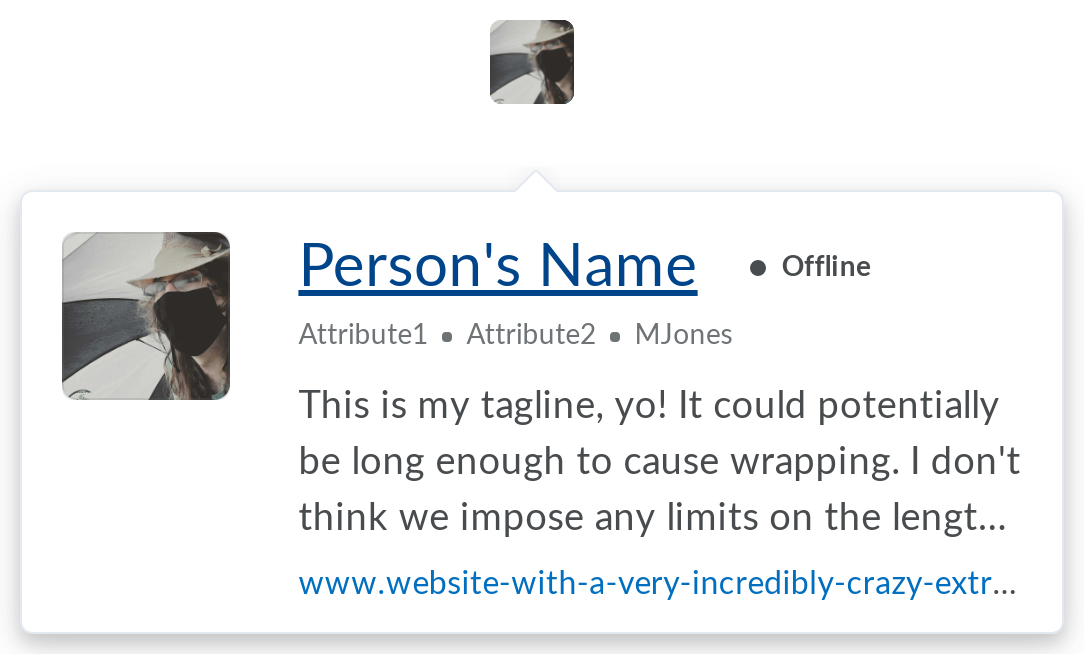 Person's Name
Offline
Attribute1 • Attribute2 • MJones
This is my tagline, yo! It could potentially
be long enough to cause wrapping. I don't
think we impose any limits on the lengt...
www.website-with-a-very-incredibly-crazy-extr...